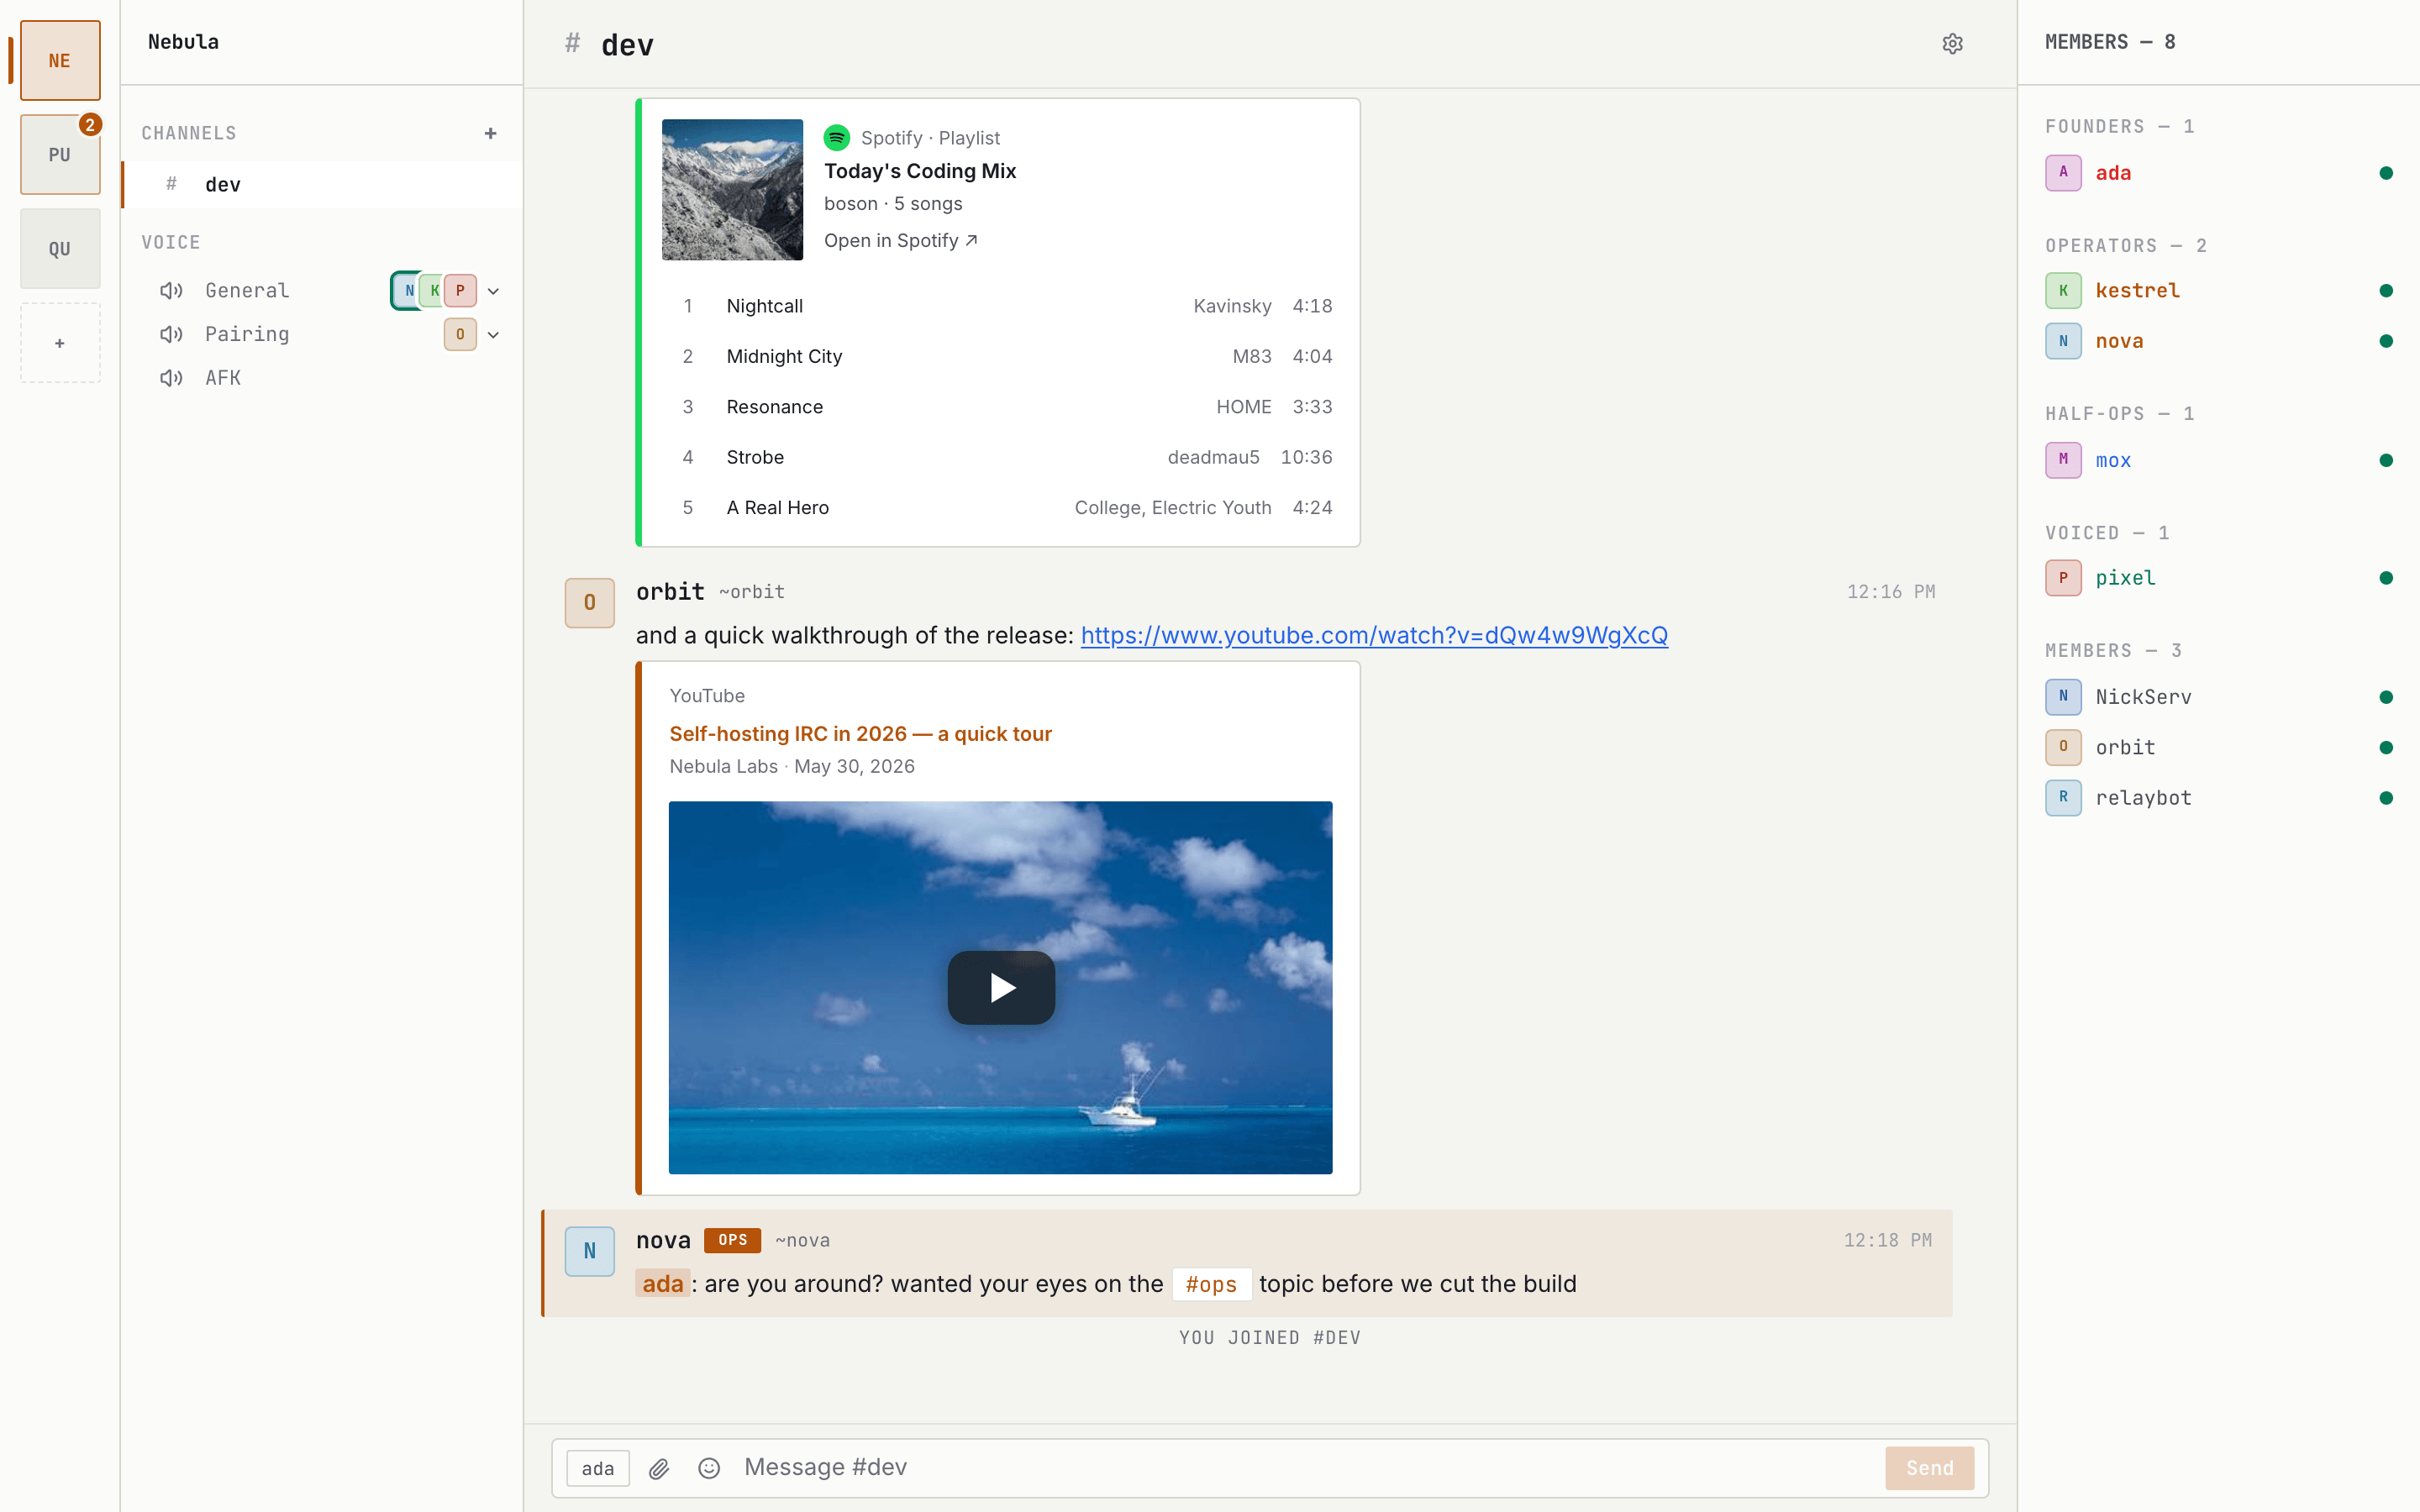 NE
2
PU
QU
+
Nebula
CHANNELS +
# dev
VOICE
General N K P
Pairing O
AFK
# dev
Spotify · Playlist
Today's Coding Mix
boson · 5 songs
Open in Spotify ↗
1 Nightcall Kavinsky 4:18
2 Midnight City M83 4:04
3 Resonance HOME 3:33
4 Strobe deadmau5 10:36
5 A Real Hero College, Electric Youth 4:24
O orbit ~orbit 12:16 PM
and a quick walkthrough of the release: https://www.youtube.com/watch?v=dQw4w9WgXcQ
YouTube
Self-hosting IRC in 2026 — a quick tour
Nebula Labs · May 30, 2026
N nova OPS ~nova 12:18 PM
ada: are you around? wanted your eyes on the #ops topic before we cut the build
YOU JOINED #DEV
ada Message #dev Send
MEMBERS — 8
FOUNDERS — 1
A ada
OPERATORS — 2
K kestrel
N nova
HALF-OPS — 1
M mox
VOICED — 1
P pixel
MEMBERS — 3
N NickServ
O orbit
R relaybot